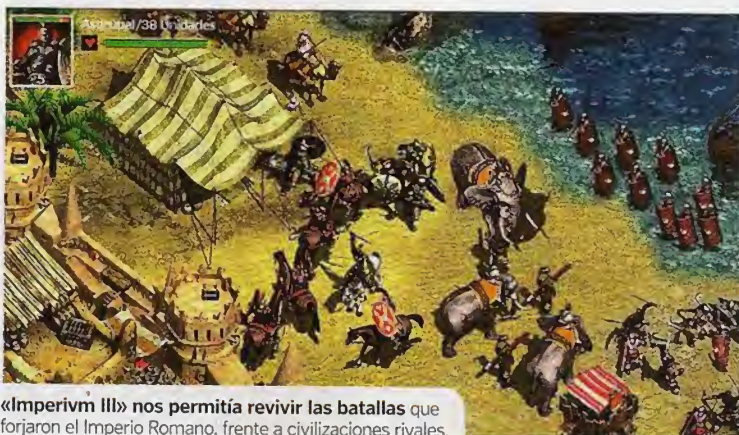 Asdrúbal/38 Unidades
«Imperivm III» nos permitía revivir las batallas que
forjaron el Imperio Romano, frente a civilizaciones rivales